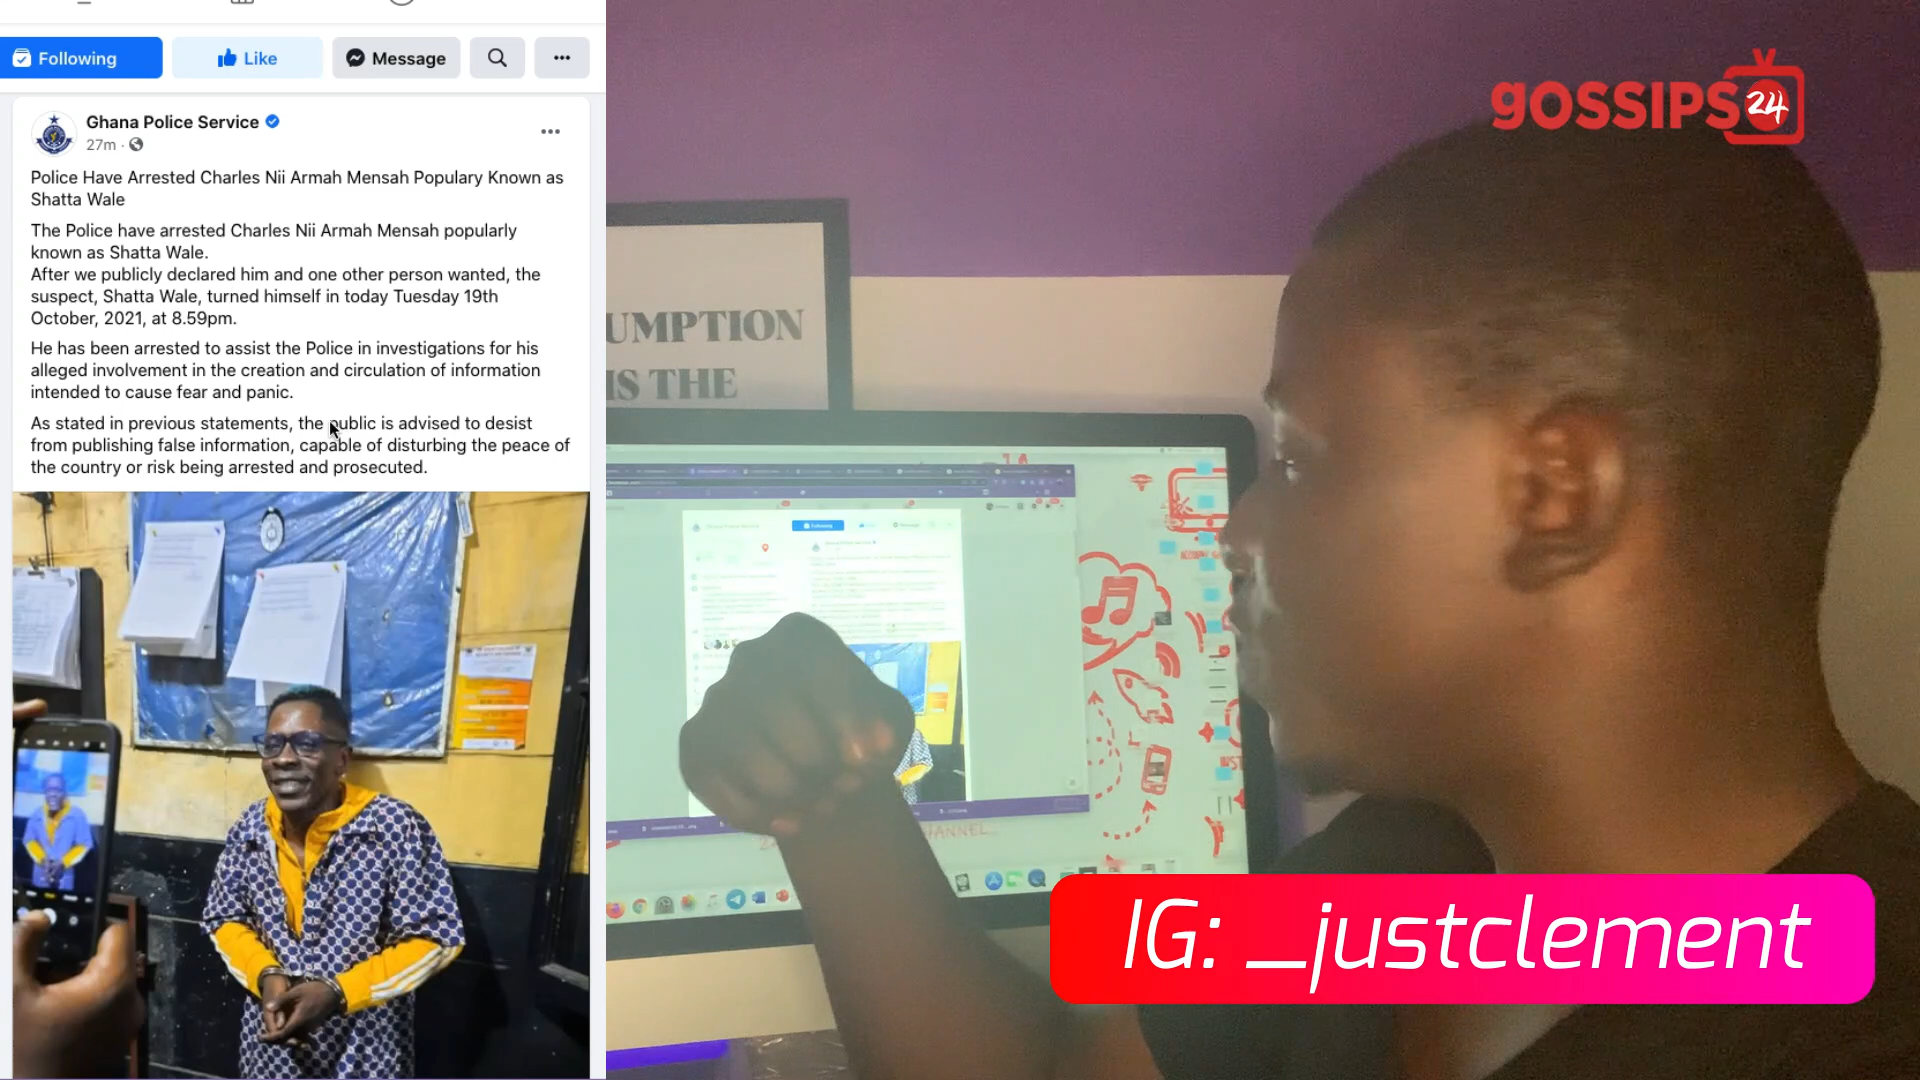 Following
Like
Message
Ghana Police Service
27m
Police Have Arrested Charles Nii Armah Mensah Populary Known as
Shatta Wale
The Police have arrested Charles Nii Armah Mensah popularly
known as Shatta Wale.
After we publicly declared him and one other person wanted, the
suspect, Shatta Wale, turned himself in today Tuesday 19th
October, 2021, at 8.59pm.
He has been arrested to assist the Police in investigations for his
alleged involvement in the creation and circulation of information
intended to cause fear and panic.
As stated in previous statements, the public is advised to desist
from publishing false information, capable of disturbing the peace of
the country or risk being arrested and prosecuted.
gOSSIPS 24
UMPTION
IS THE
Following
HANNEL
IG: _justclement